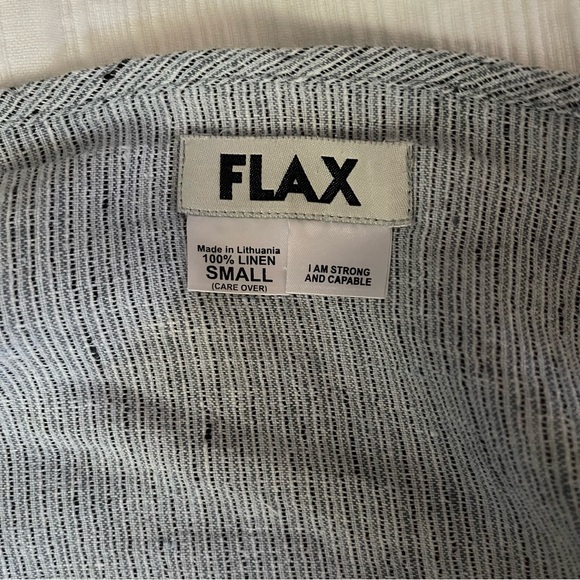 FLAX
Made in Lithuania
100% LINEN
SMALL
(CARE OVER)
I AM STRONG
AND CAPABLE